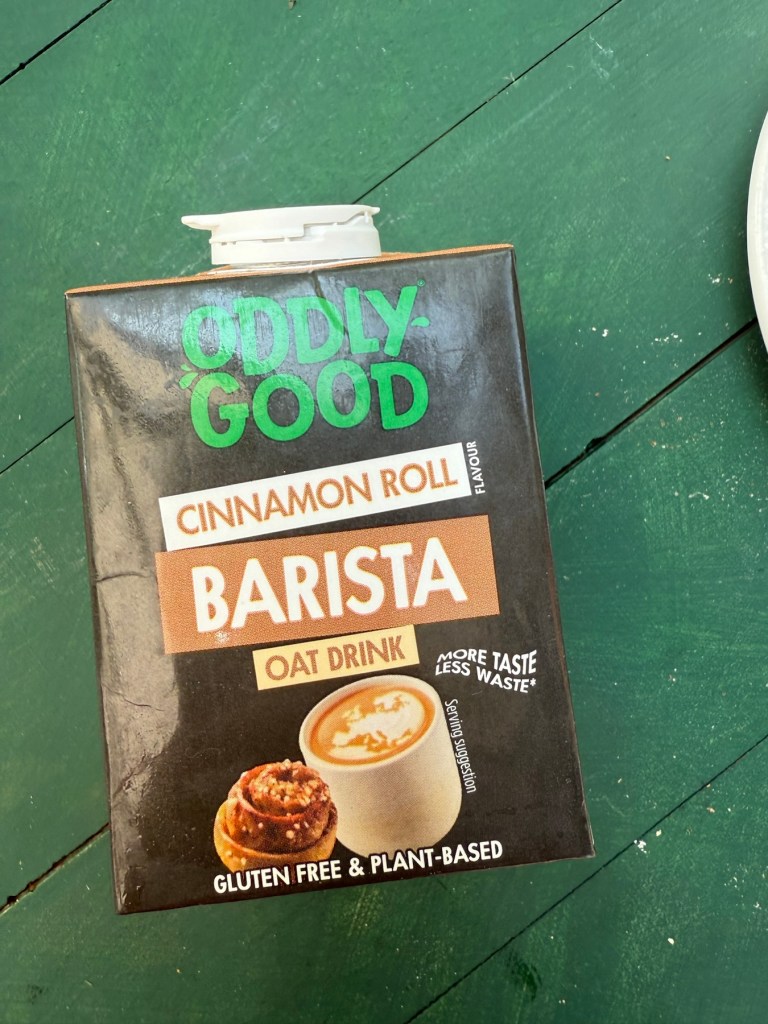 ODDLY-
GOOD
CINNAMON ROLL
FLAVOUR
BARISTA
OAT DRINK
MORE TASTE
LESS WASTE*
Serving suggestion
GLUTEN FREE & PLANT-BASED